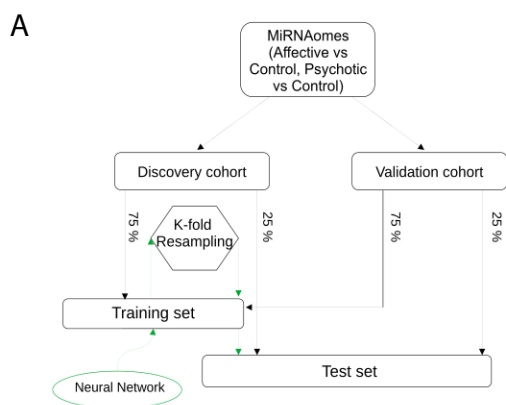 A
MiRNAomes
(Affective vs
Control, Psychotic
vs Control)
Discovery cohort
Validation cohort
75 %
K-fold
Resampling
25 %
75 %
25 %
Training set
Test set
Neural Network